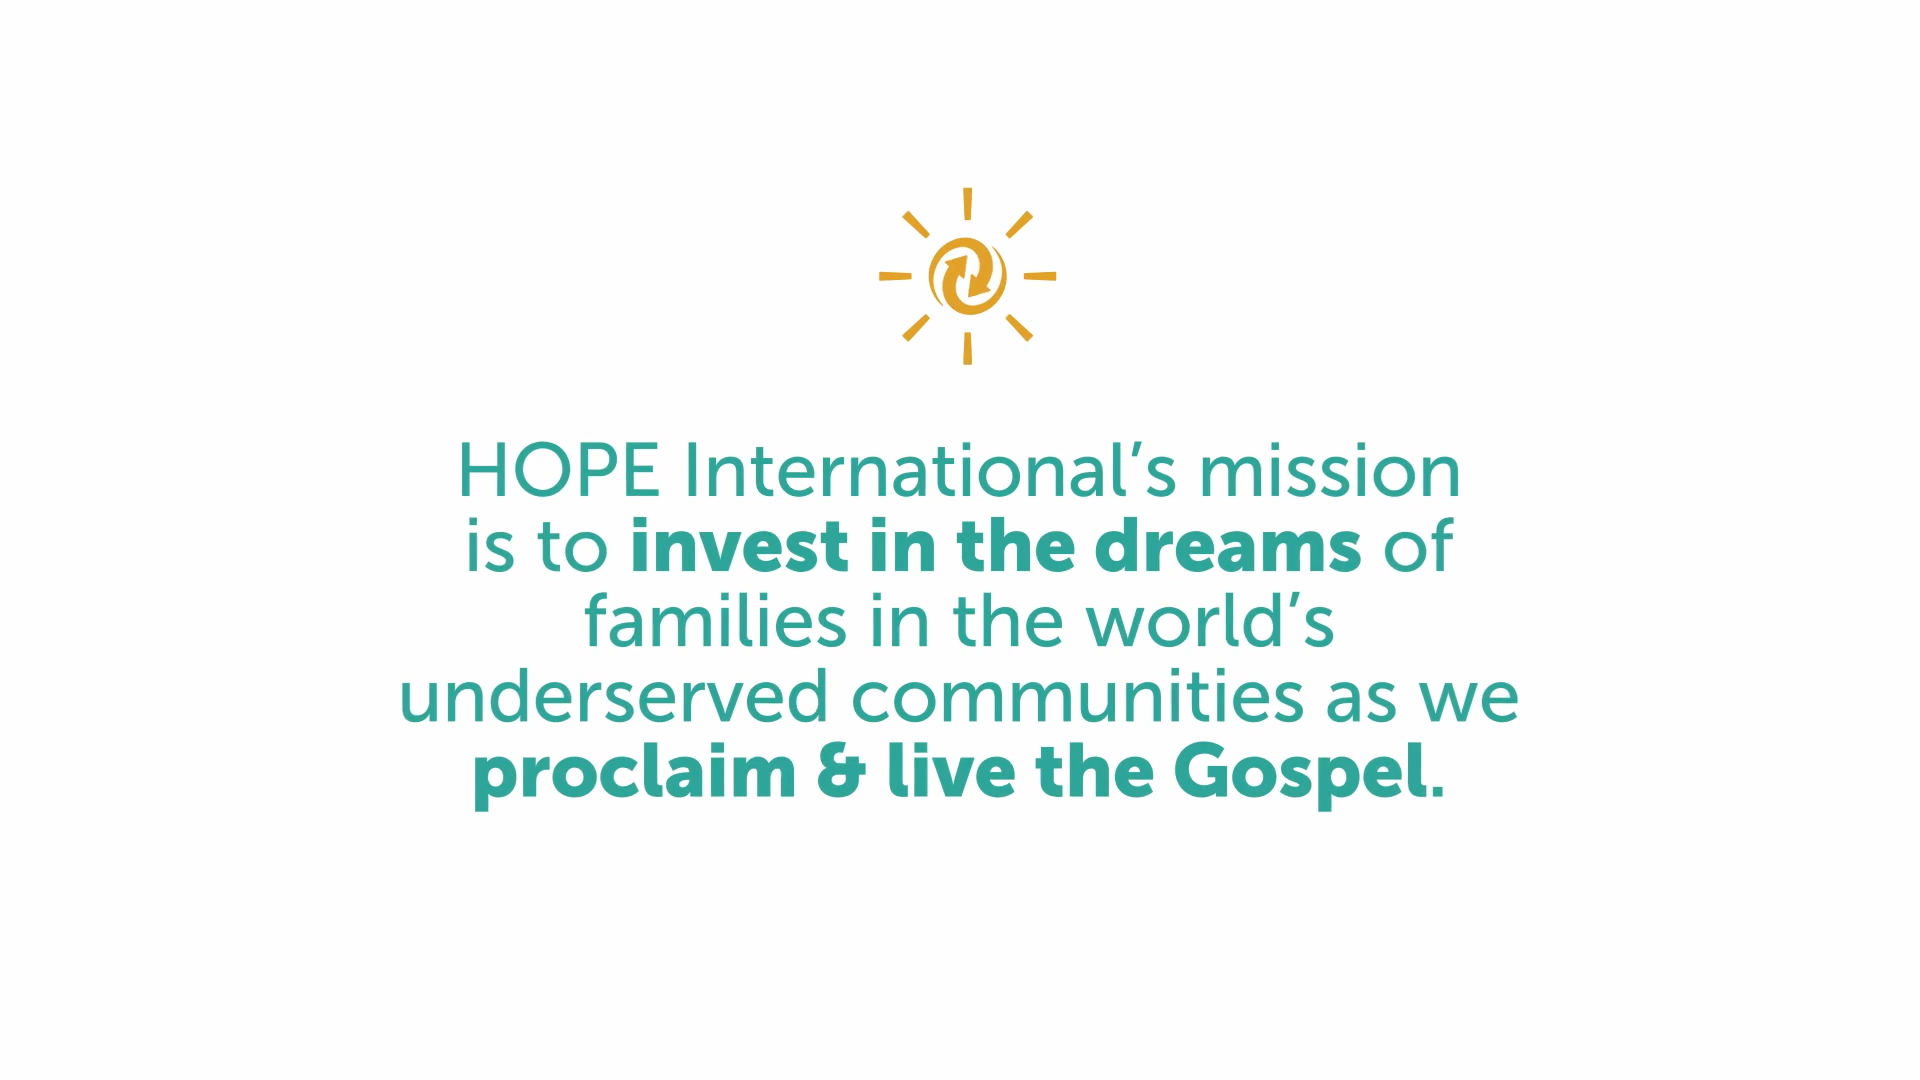 HOPE International’s mission
is to invest in the dreams of
families in the world’s
underserved communities as we
proclaim & live the Gospel.